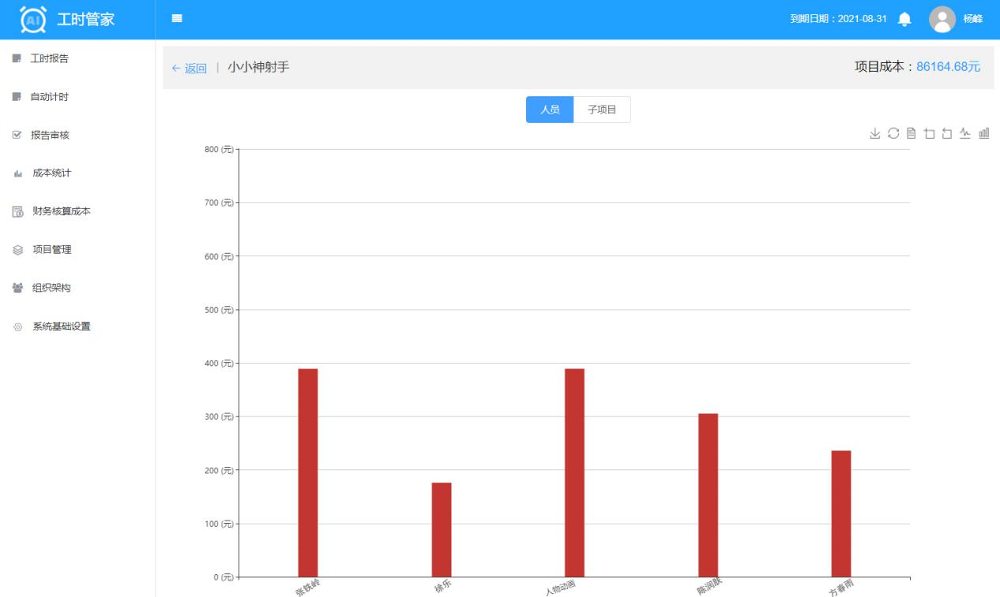 AI 工时管家
到期日期：2021-08-31
杨峰
工时报告
自动计时
报告审核
成本统计
财务核算成本
项目管理
组织架构
系统基础设置
← 返回 | 小小神射手
项目成本：86164.68元
人员 子项目
800 (元)
700 (元)
600 (元)
500 (元)
400 (元)
300 (元)
200 (元)
100 (元)
0 (元)
张铁岭 徐乐 人物动画 陈润肤 方春雨